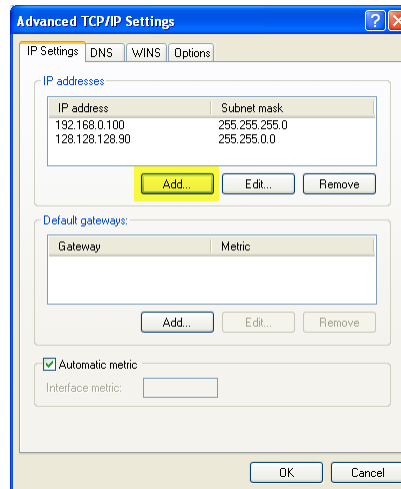 Advanced TCP/IP Settings
IP Settings DNS WINS Options
IP addresses
IP address Subnet mask
192.168.0.100 255.255.255.0
128.128.128.90 255.255.0.0
Add... Edit... Remove
Default gateways:
Gateway Metric
Add... Edit... Remove
Automatic metric
Interface metric:
OK Cancel